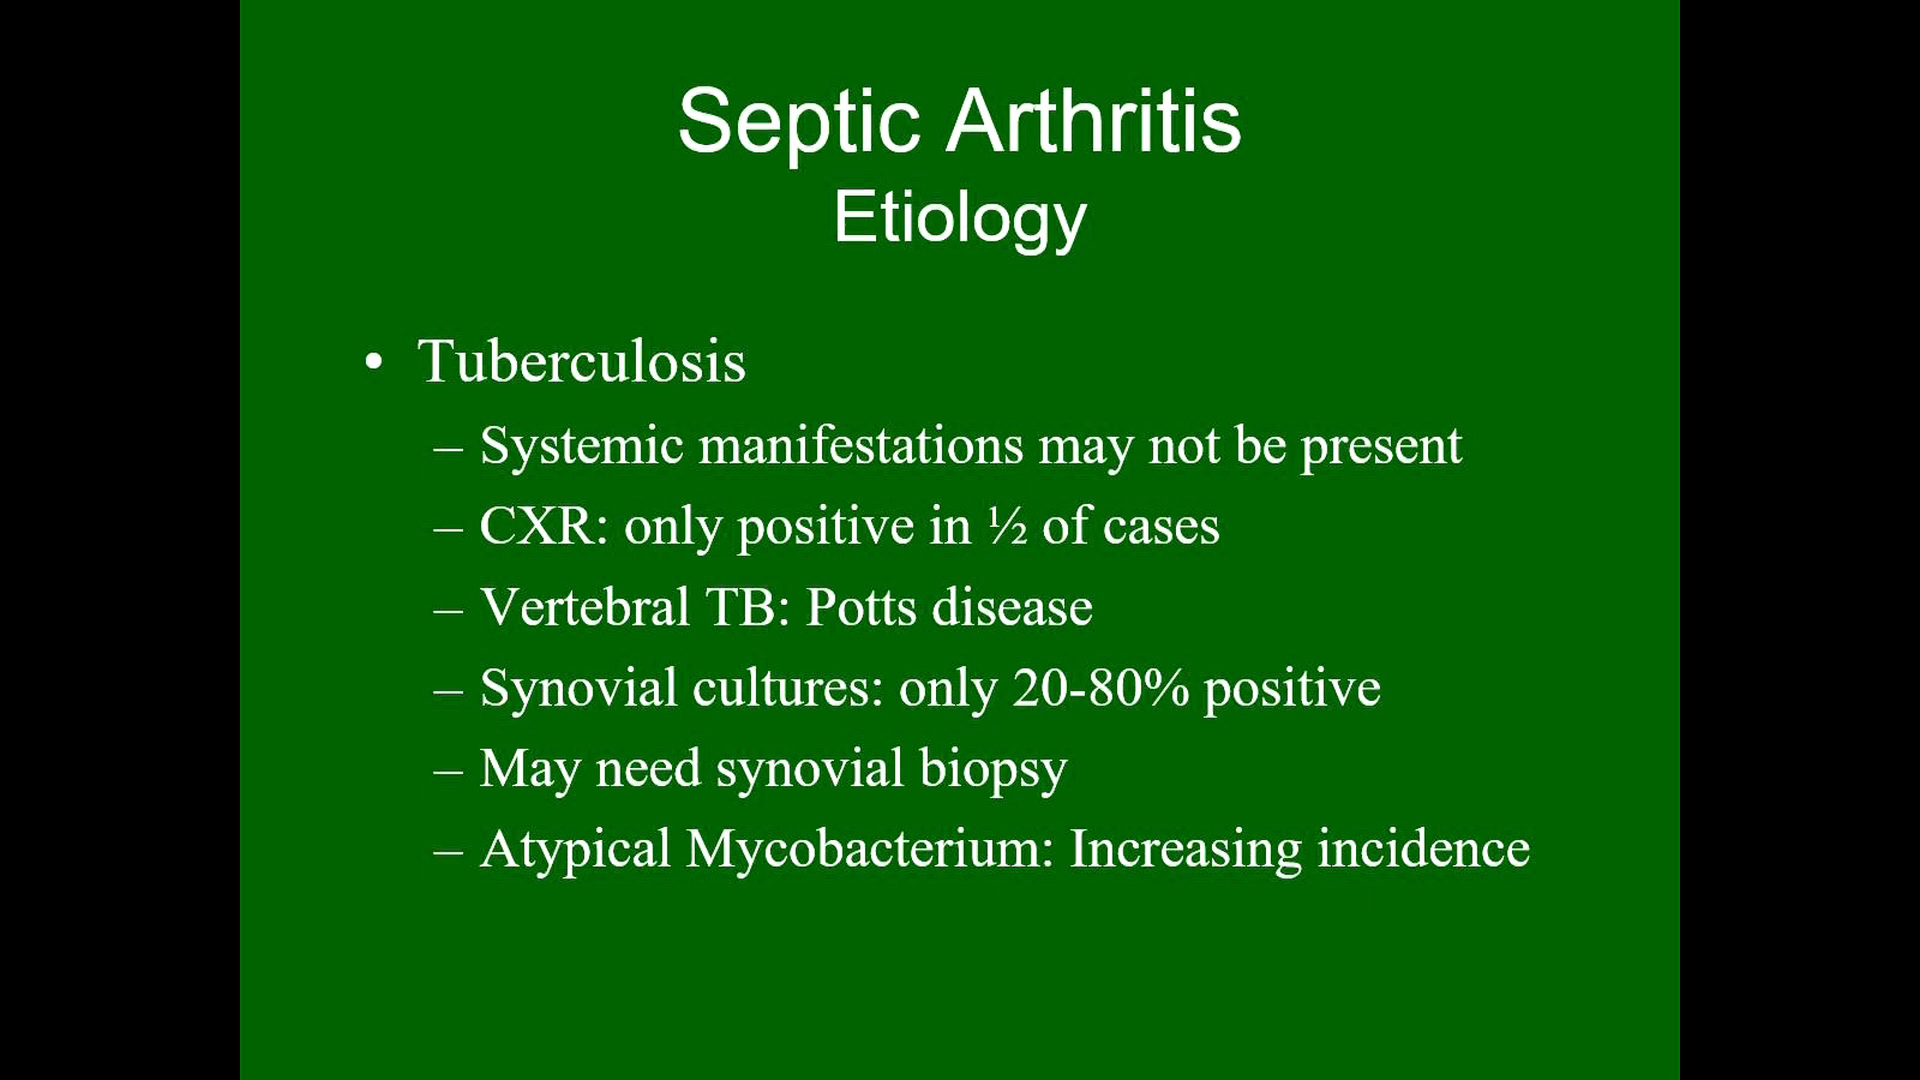 Septic Arthritis
Etiology
• Tuberculosis
– Systemic manifestations may not be present
– CXR: only positive in ½ of cases
– Vertebral TB: Potts disease
– Synovial cultures: only 20-80% positive
– May need synovial biopsy
– Atypical Mycobacterium: Increasing incidence